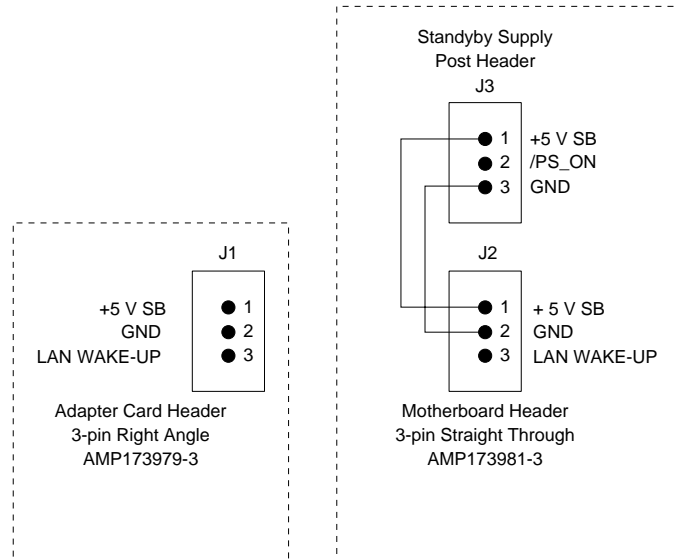 Standyby Supply
Post Header
J3
1 +5 V SB
2 /PS_ON
3 GND
J1
+5 V SB 1
GND 2
LAN WAKE-UP 3
Adapter Card Header
3-pin Right Angle
AMP173979-3
J2
1 + 5 V SB
2 GND
3 LAN WAKE-UP
Motherboard Header
3-pin Straight Through
AMP173981-3